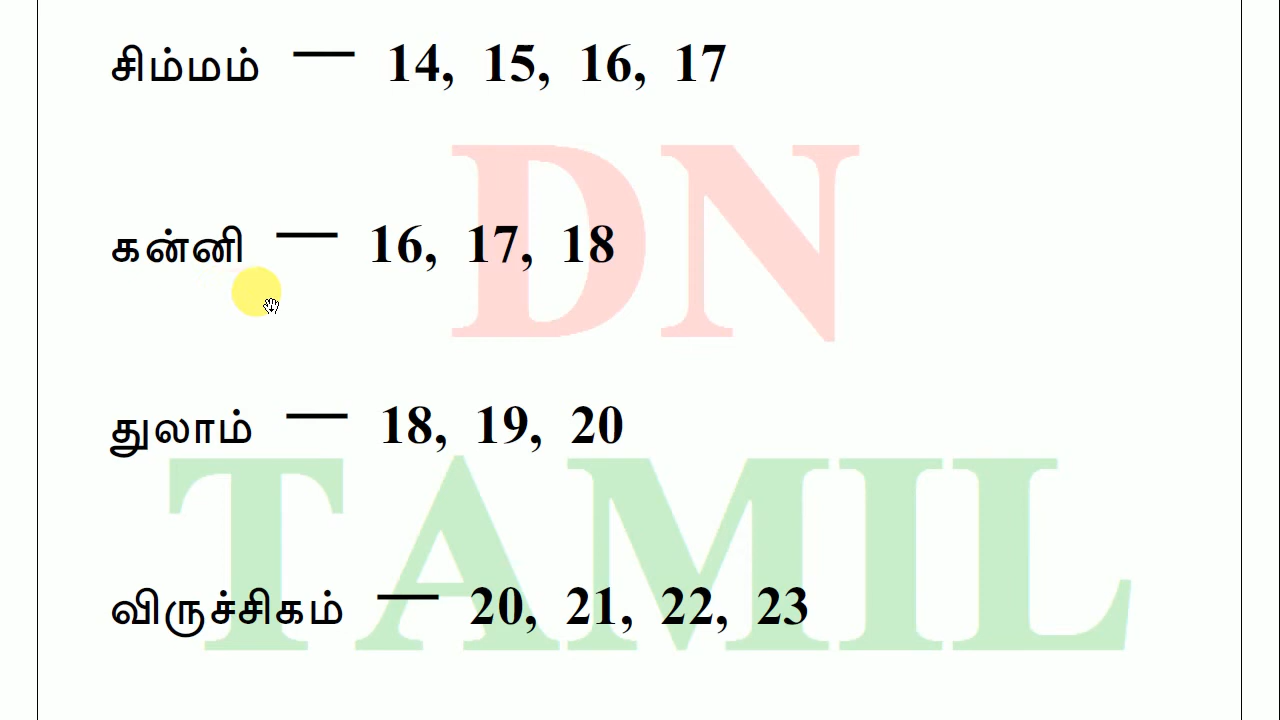 சிம்மம் — 14, 15, 16, 17
DN
கன்னி — 16, 17, 18
துலாம் — 18, 19, 20
TAMIL
விருச்சிகம் — 20, 21, 22, 23